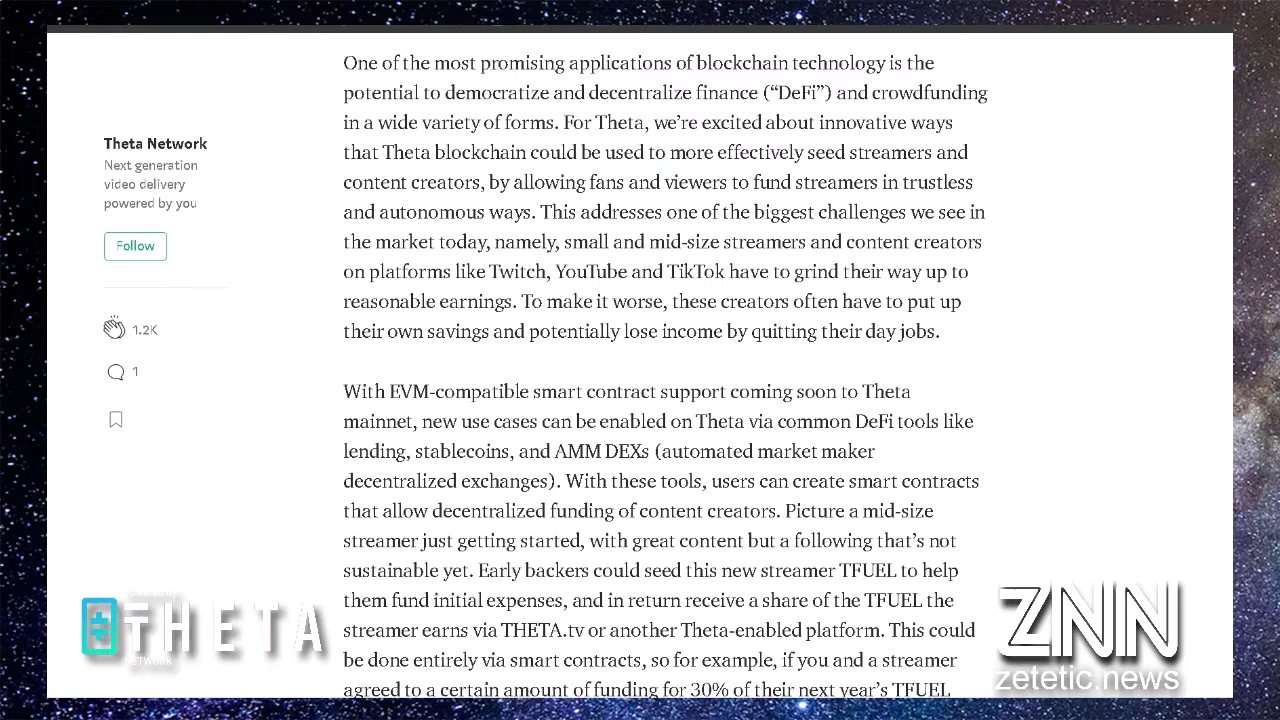 One of the most promising applications of blockchain technology is the
potential to democratize and decentralize finance (“DeFi”) and crowdfunding
in a wide variety of forms. For Theta, we’re excited about innovative ways
that Theta blockchain could be used to more effectively seed streamers and
content creators, by allowing fans and viewers to fund streamers in trustless
and autonomous ways. This addresses one of the biggest challenges we see in
the market today, namely, small and mid-size streamers and content creators
on platforms like Twitch, YouTube and TikTok have to grind their way up to
reasonable earnings. To make it worse, these creators often have to put up
their own savings and potentially lose income by quitting their day jobs.
With EVM-compatible smart contract support coming soon to Theta
mainnet, new use cases can be enabled on Theta via common DeFi tools like
lending, stablecoins, and AMM DEXs (automated market maker
decentralized exchanges). With these tools, users can create smart contracts
that allow decentralized funding of content creators. Picture a mid-size
streamer just getting started, with great content but a following that’s not
sustainable yet. Early backers could seed this new streamer TFUEL to help
them fund initial expenses, and in return receive a share of the TFUEL the
streamer earns via THETA.tv or another Theta-enabled platform. This could
be done entirely via smart contracts, so for example, if you and a streamer
agreed to a certain amount of funding for 30% of their next year’s TFUEL
Theta Network
Next generation
video delivery
powered by you
Follow
1.2K
1
THETA
NETWORK
ZNN
zetetic.news